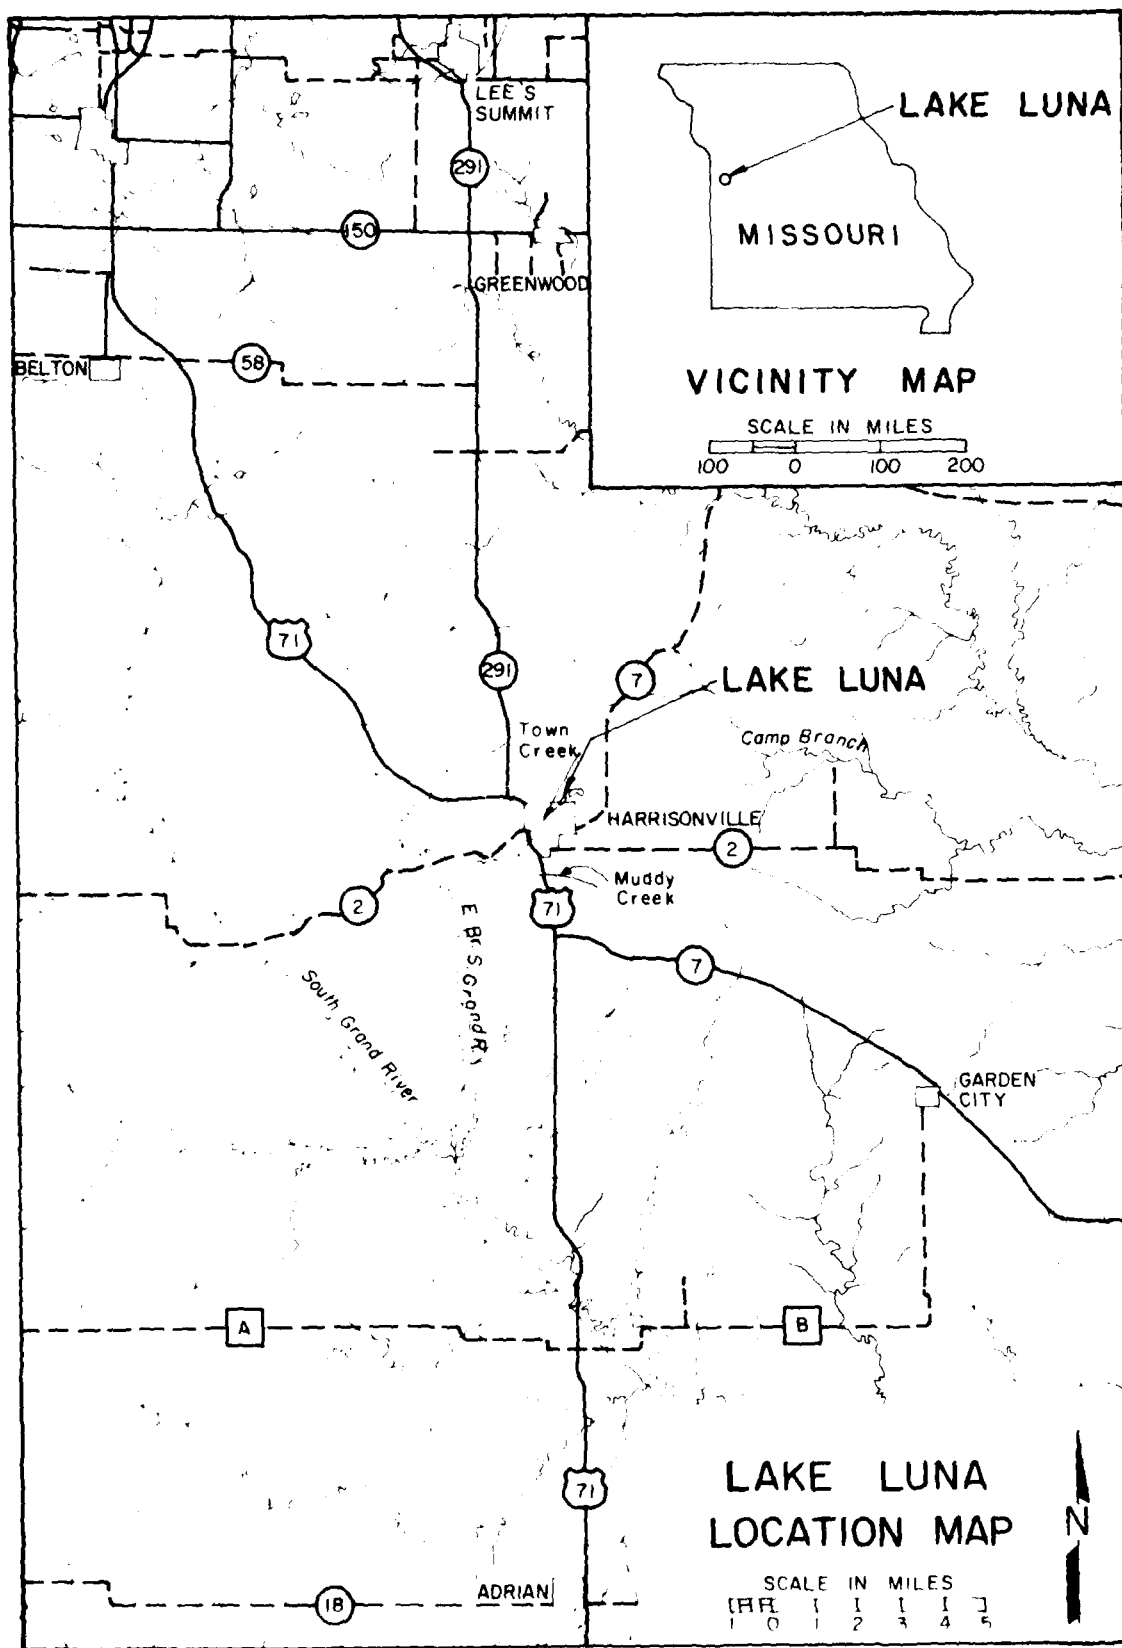 LEE'S
SUMMIT
291
150
GREENWOOD
BELTON
58
LAKE LUNA
MISSOURI
VICINITY MAP
SCALE IN MILES
100 0 100 200
71
291
7
LAKE LUNA
Town
Creek
Camp Branch
HARRISONVILLE
2
Muddy
Creek
2
71
E Br. S. Grand R.
South Grand River
7
GARDEN
CITY
A
B
71
LAKE LUNA
LOCATION MAP
N
SCALE IN MILES
1 0 1 2 3 4 5
ADRIAN
18